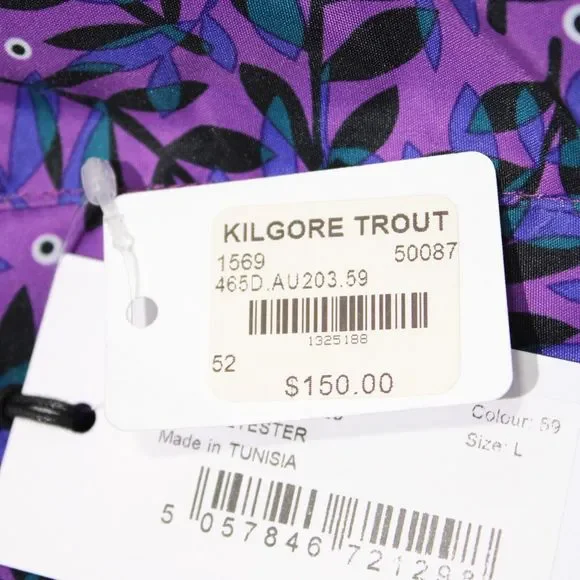 KILGORE TROUT
1569 50087
465D.AU203.59
1325188
52
$150.00
Colour: 59
Made in TUNISIA
Size: L
5 057846